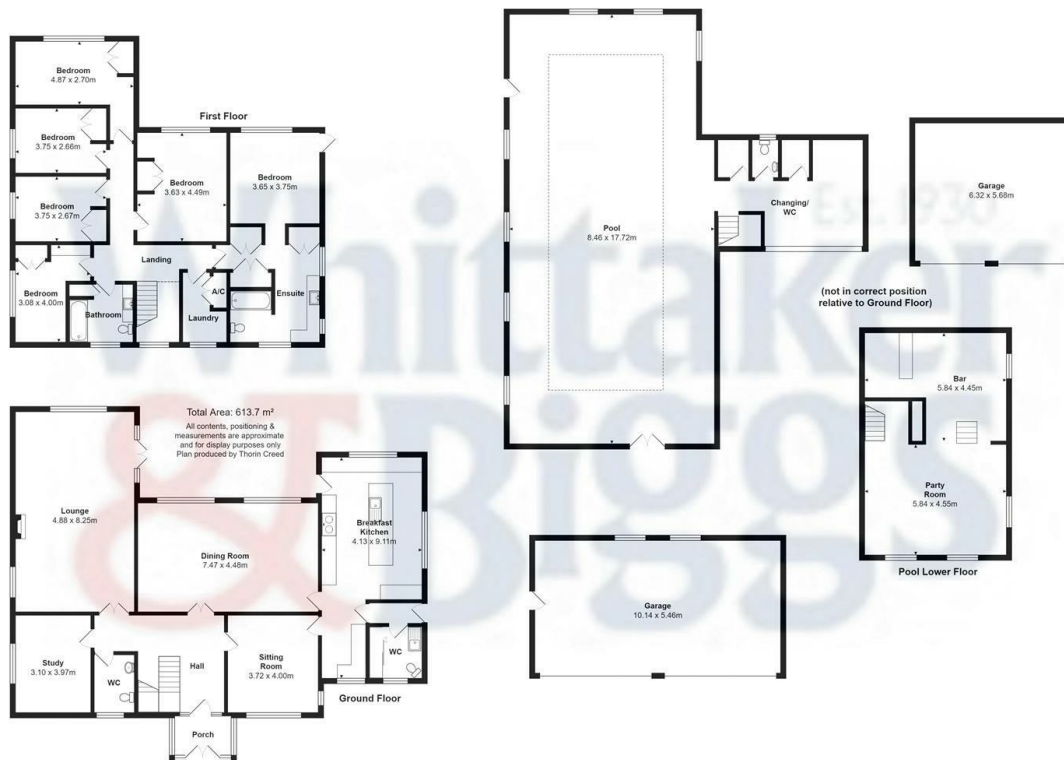 Bedroom
4.87 x 2.70m
Bedroom
3.75 x 2.66m
Bedroom
3.75 x 2.67m
Bedroom
3.08 x 4.00m
First Floor
Bedroom
3.63 x 4.49m
Bedroom
3.65 x 3.75m
Landing
Bathroom
A/C
Laundry
Ensuite
Pool
8.46 x 17.72m
Changing/
WC
Garage
6.32 x 5.68m
(not in correct position
relative to Ground Floor)
Bar
5.84 x 4.45m
Party
Room
5.84 x 4.55m
Pool Lower Floor
Total Area: 613.7 m²
All contents, positioning &
measurements are approximate
and for display purposes only
Plan produced by Thorin Creed
Lounge
4.88 x 8.25m
Dining Room
7.47 x 4.48m
Breakfast
Kitchen
4.13 x 9.11m
Study
3.10 x 3.97m
WC
Hall
Sitting
Room
3.72 x 4.00m
WC
Ground Floor
Porch
Garage
10.14 x 5.46m
Est. 1930
Whittaker
& Biggs